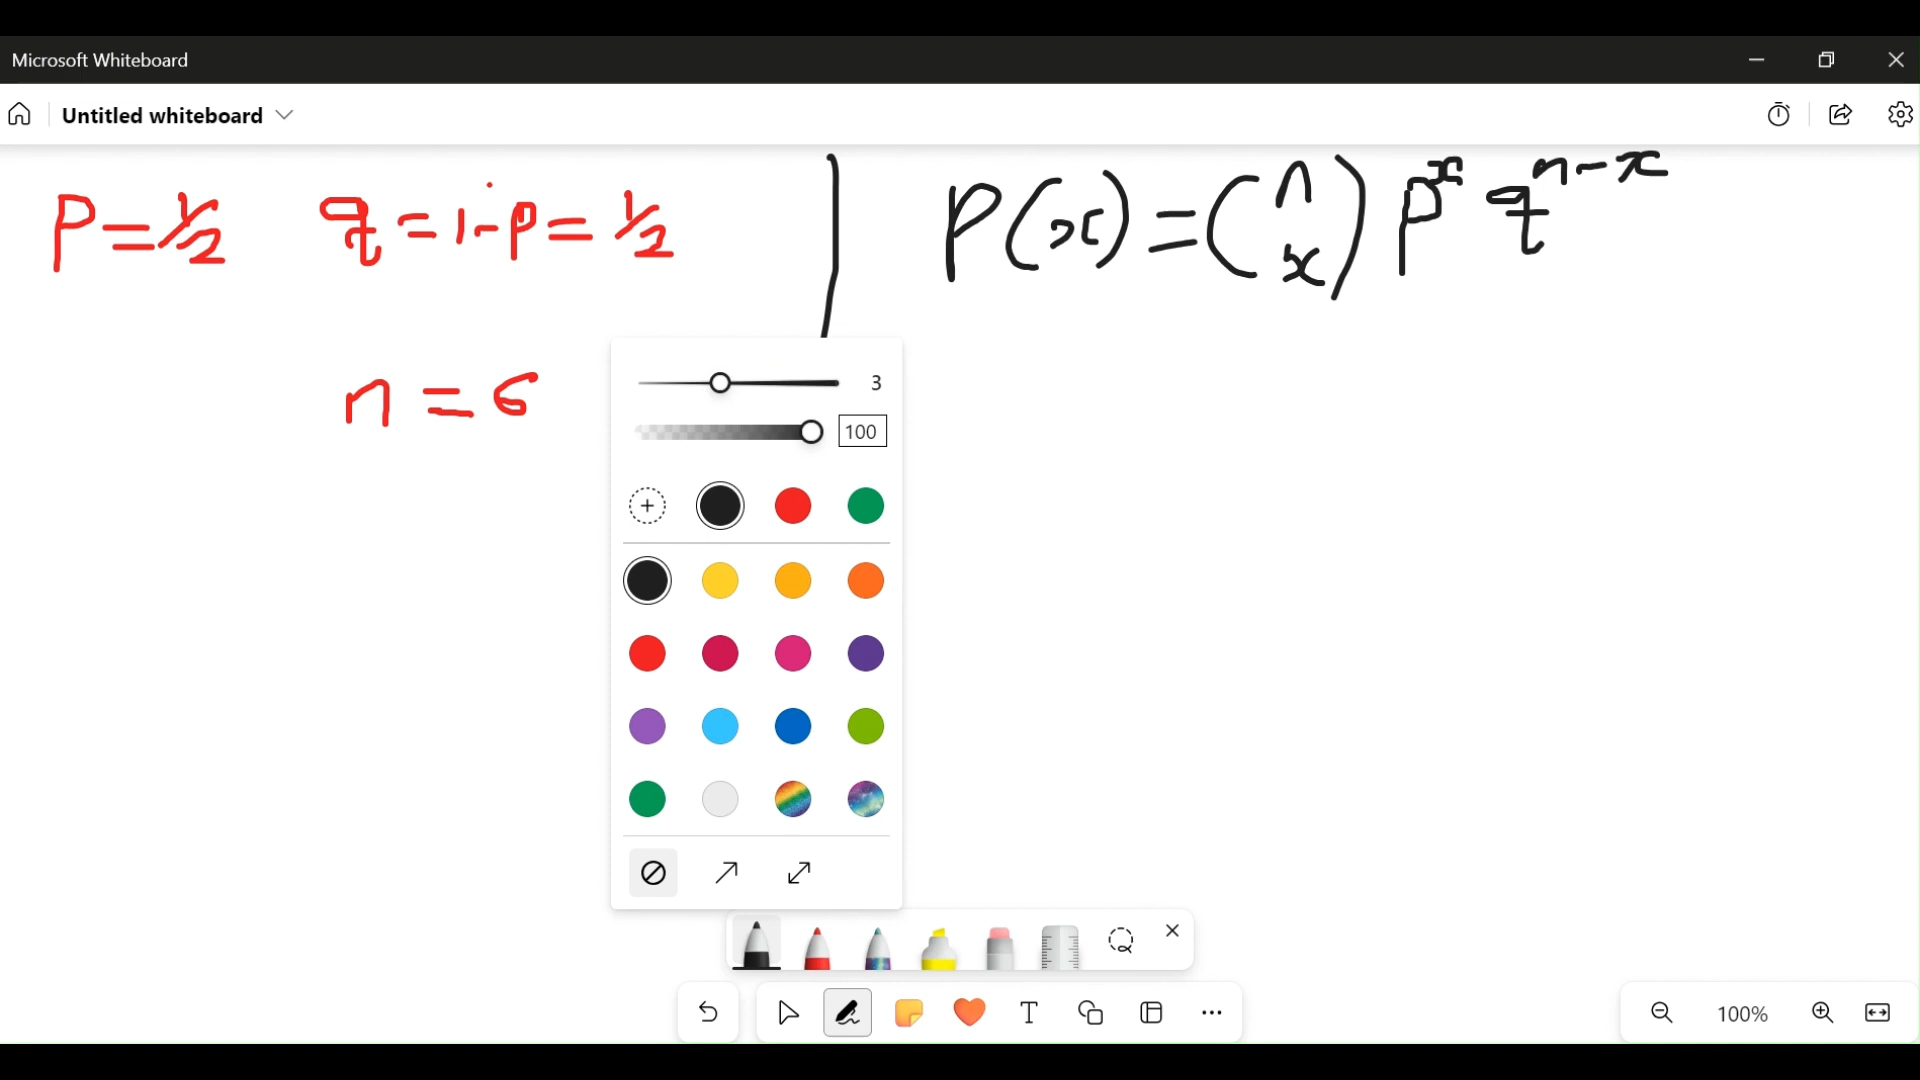 Microsoft Whiteboard
Untitled whiteboard
P=1/2 q=1-p=1/2
P(x)=(n x) p^x q^n-x
n=6
3
100
T
100%